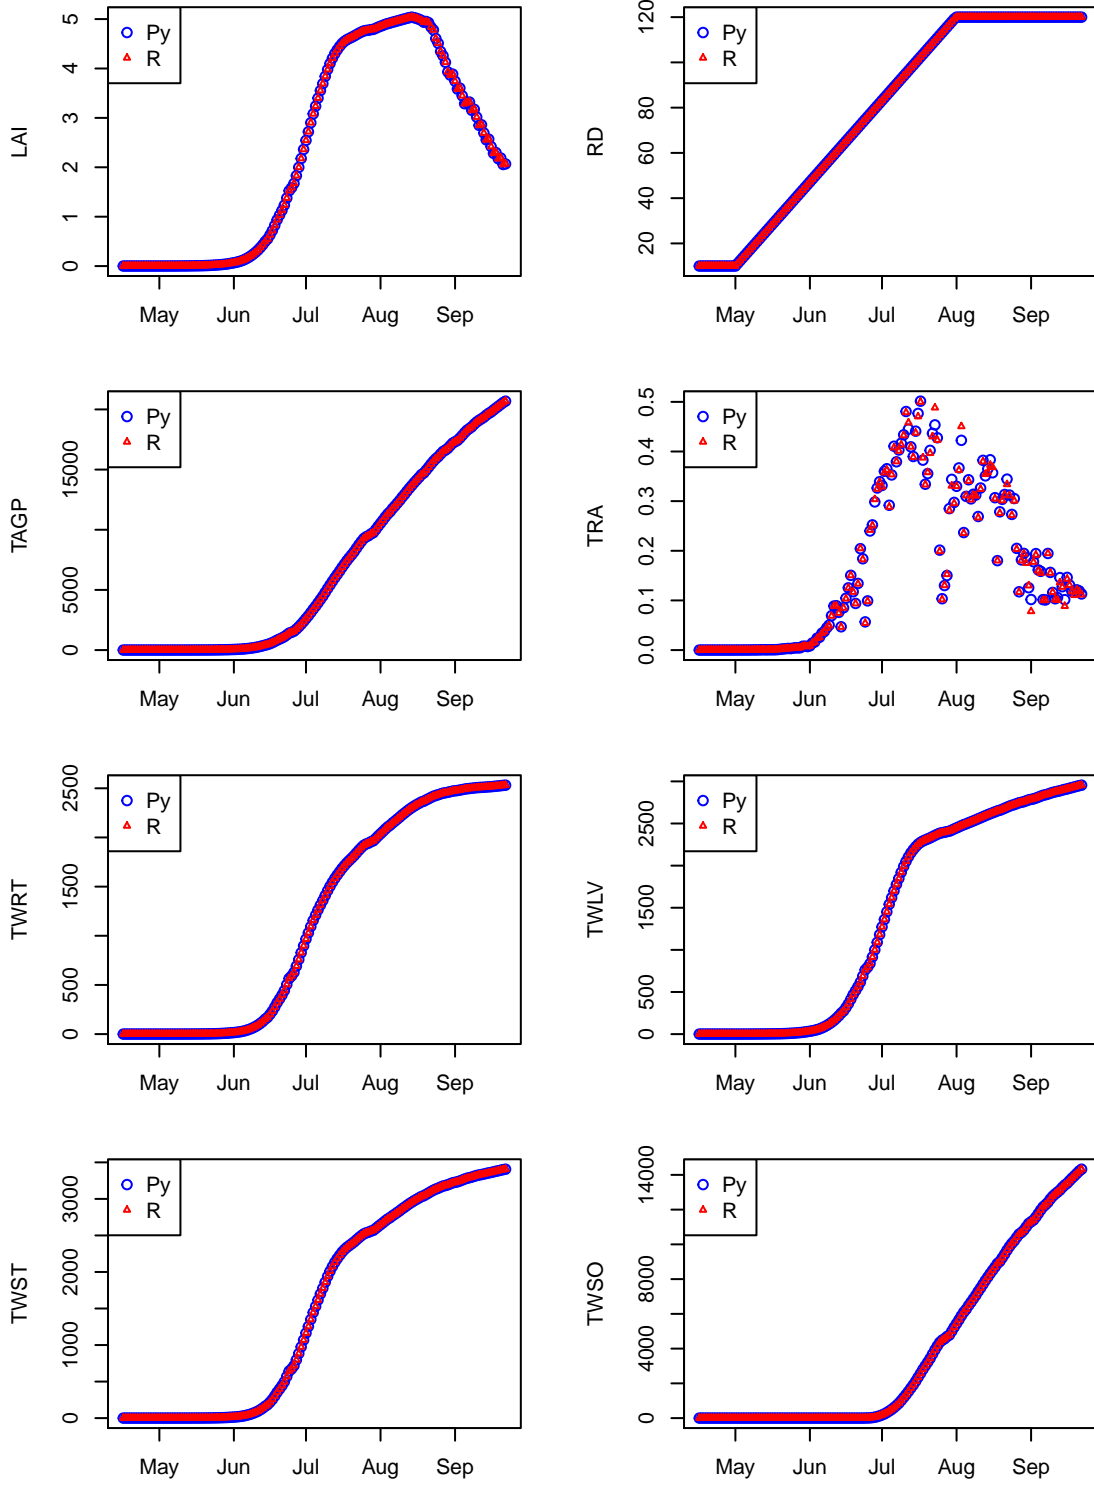 LAI
0 1 2 3 4 5
Py
R
May Jun Jul Aug Sep
RD
20 40 60 80 120
Py
R
May Jun Jul Aug Sep
TAGP
0 5000 15000
Py
R
May Jun Jul Aug Sep
TRA
0.0 0.1 0.2 0.3 0.4 0.5
Py
R
May Jun Jul Aug Sep
TWRT
0 500 1500 2500
Py
R
May Jun Jul Aug Sep
TWLV
0 500 1500 2500
Py
R
May Jun Jul Aug Sep
TWST
0 1000 2000 3000
Py
R
May Jun Jul Aug Sep
TWSO
0 4000 8000 14000
Py
R
May Jun Jul Aug Sep